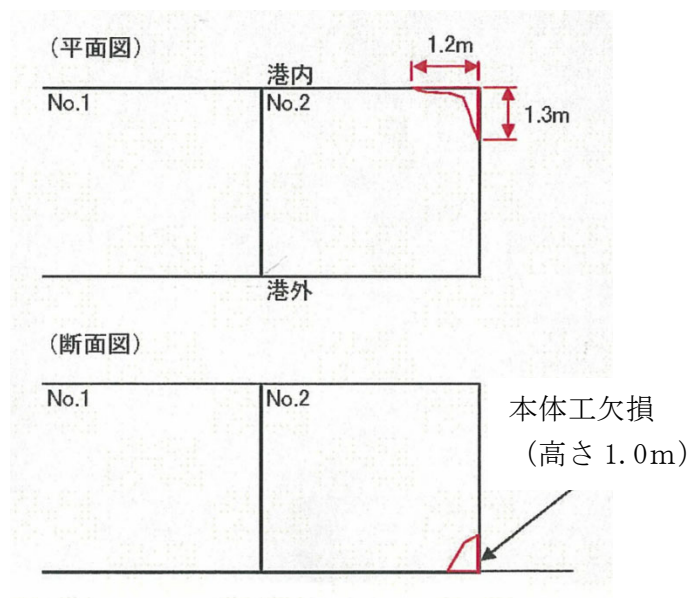 (平面図)
1.2m
港内
No.1
No.2
1.3m
港外
(断面図)
No.1
No.2
本体工欠損
(高さ1.0m)